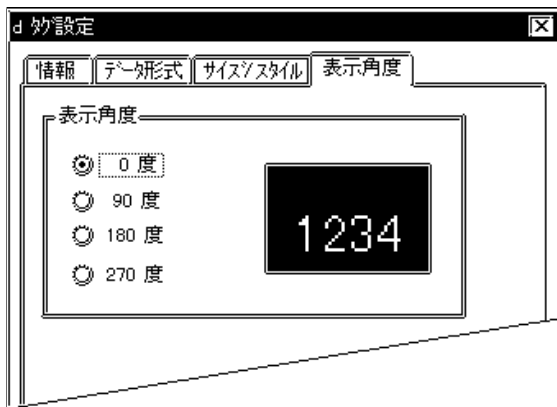 d ﾀｸﾞ設定
情報 ﾃﾞｰﾀ形式 ｻｲｽﾞ/ｽﾀｲﾙ 表示角度
表示角度
0 度
90 度
180 度
270 度
1234